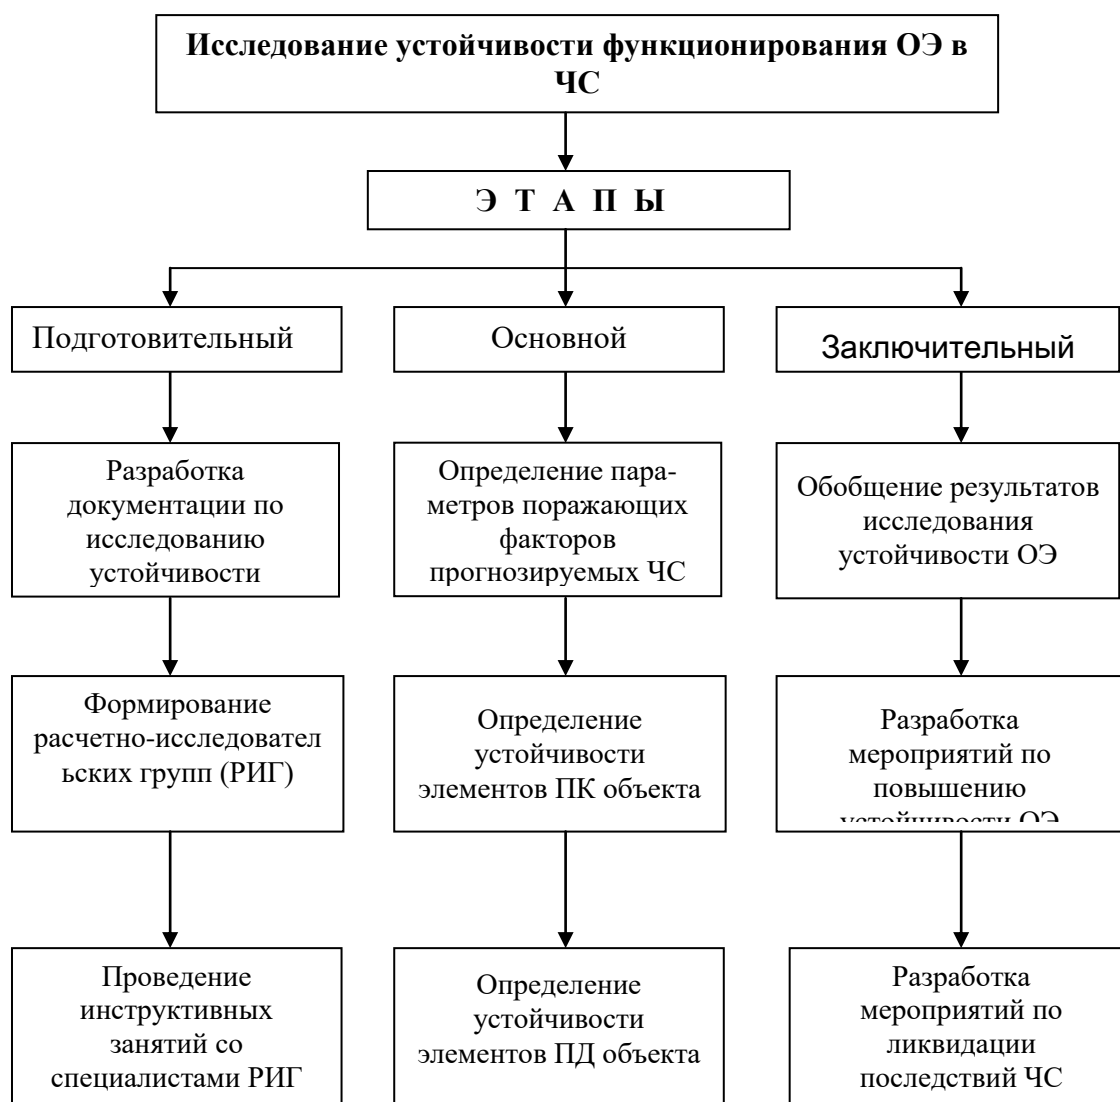 Исследование устойчивости функционирования ОЭ в
ЧС
Э Т А П Ы
Подготовительный
Основной
Заключительный
Разработка
документации по
исследованию
устойчивости
Определение пара-
метров поражающих
факторов
прогнозируемых ЧС
Обобщение результатов
исследования
устойчивости ОЭ
Формирование
расчетно-исследовател
ьских групп (РИГ)
Определение
устойчивости
элементов ПК объекта
Разработка
мероприятий по
повышению
устойчивости ОЭ
Проведение
инструктивных
занятий со
специалистами РИГ
Определение
устойчивости
элементов ПД объекта
Разработка
мероприятий по
ликвидации
последствий ЧС